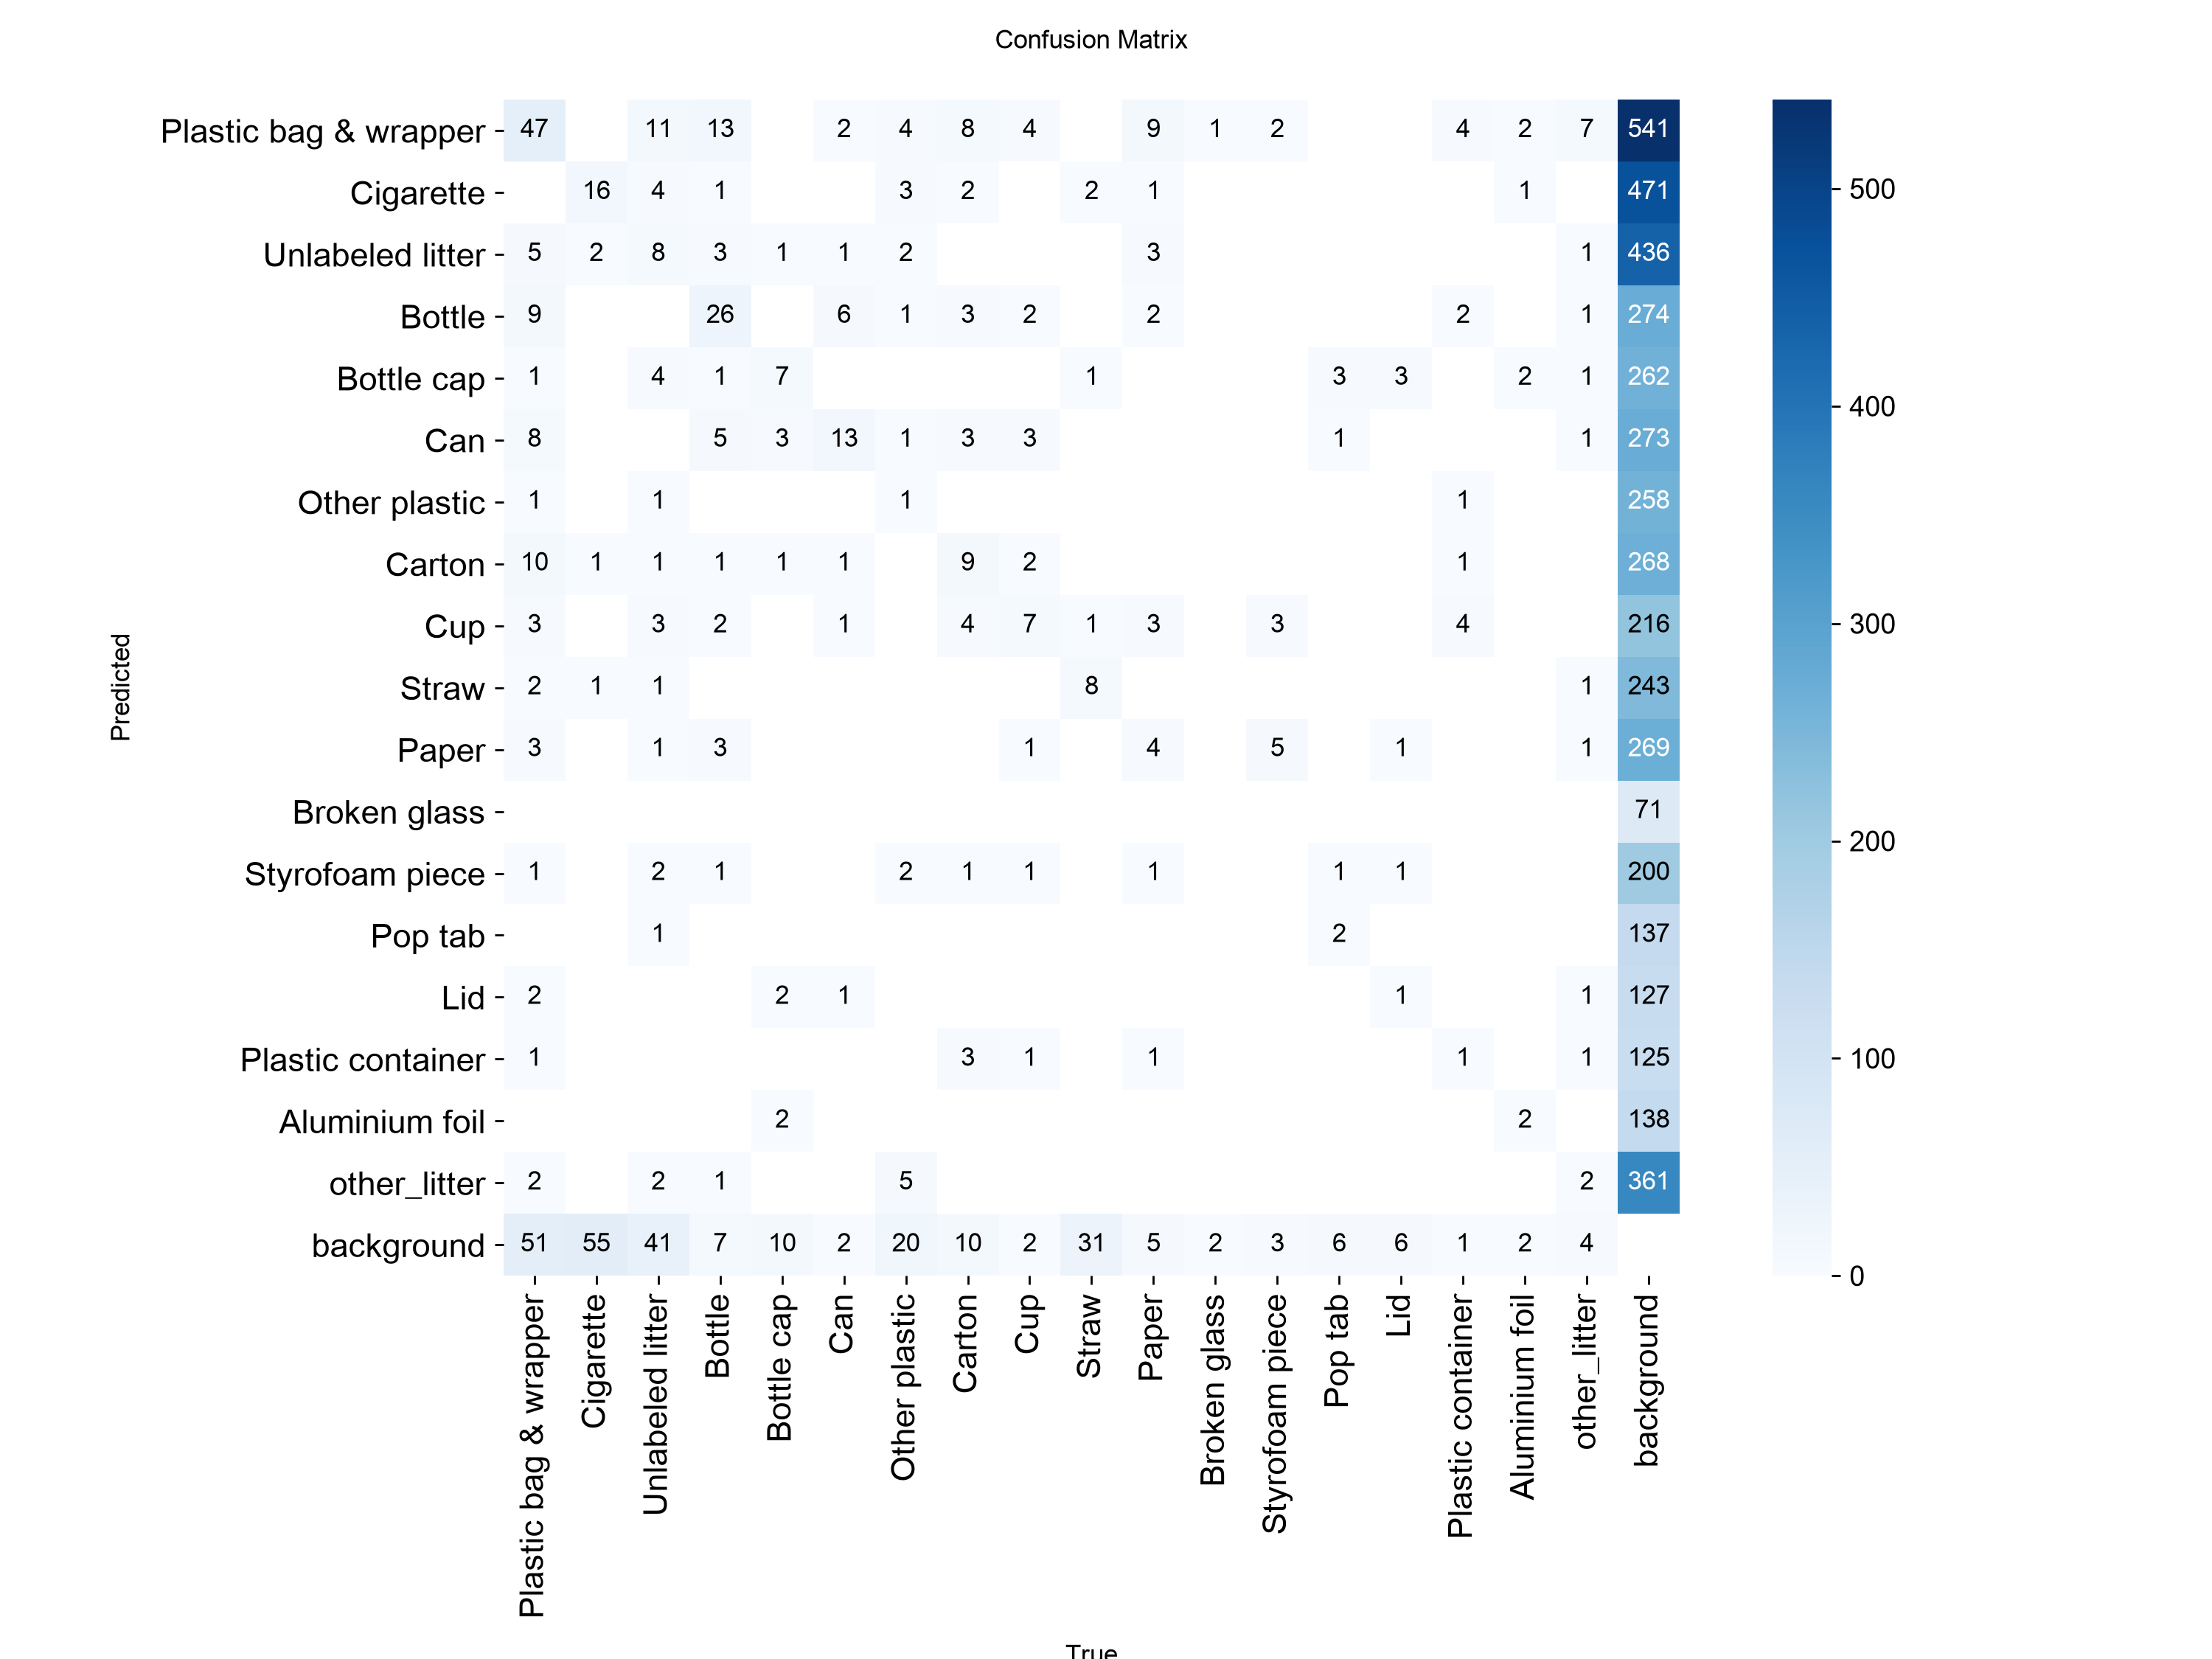 Confusion Matrix
Plastic bag & wrapper 47 11 13 2 4 8 4 9 1 2 4 2 7 541
Cigarette 16 4 1 3 2 2 1 1 471
Unlabeled litter 5 2 8 3 1 1 2 3 1 436
Bottle 9 26 6 1 3 2 2 2 1 274
Bottle cap 1 4 1 7 1 3 3 2 1 262
Can 8 5 3 13 1 3 3 1 1 273
Other plastic 1 1 1 1 258
Carton 10 1 1 1 1 1 9 2 1 268
Cup 3 3 2 1 4 7 1 3 3 4 216
Straw 2 1 1 8 1 243
Paper 3 1 3 1 4 5 1 1 269
Broken glass 71
Styrofoam piece 1 2 1 2 1 1 1 1 1 200
Pop tab 1 2 137
Lid 2 2 1 1 1 127
Plastic container 1 3 1 1 1 1 125
Aluminium foil 2 2 138
other_litter 2 2 1 5 2 361
background 51 55 41 7 10 2 20 10 2 31 5 2 3 6 6 1 2 4
Predicted
Plastic bag & wrapper
Cigarette
Unlabeled litter
Bottle
Bottle cap
Can
Other plastic
Carton
Cup
Straw
Paper
Broken glass
Styrofoam piece
Pop tab
Lid
Plastic container
Aluminium foil
other_litter
background
True
500
400
300
200
100
0